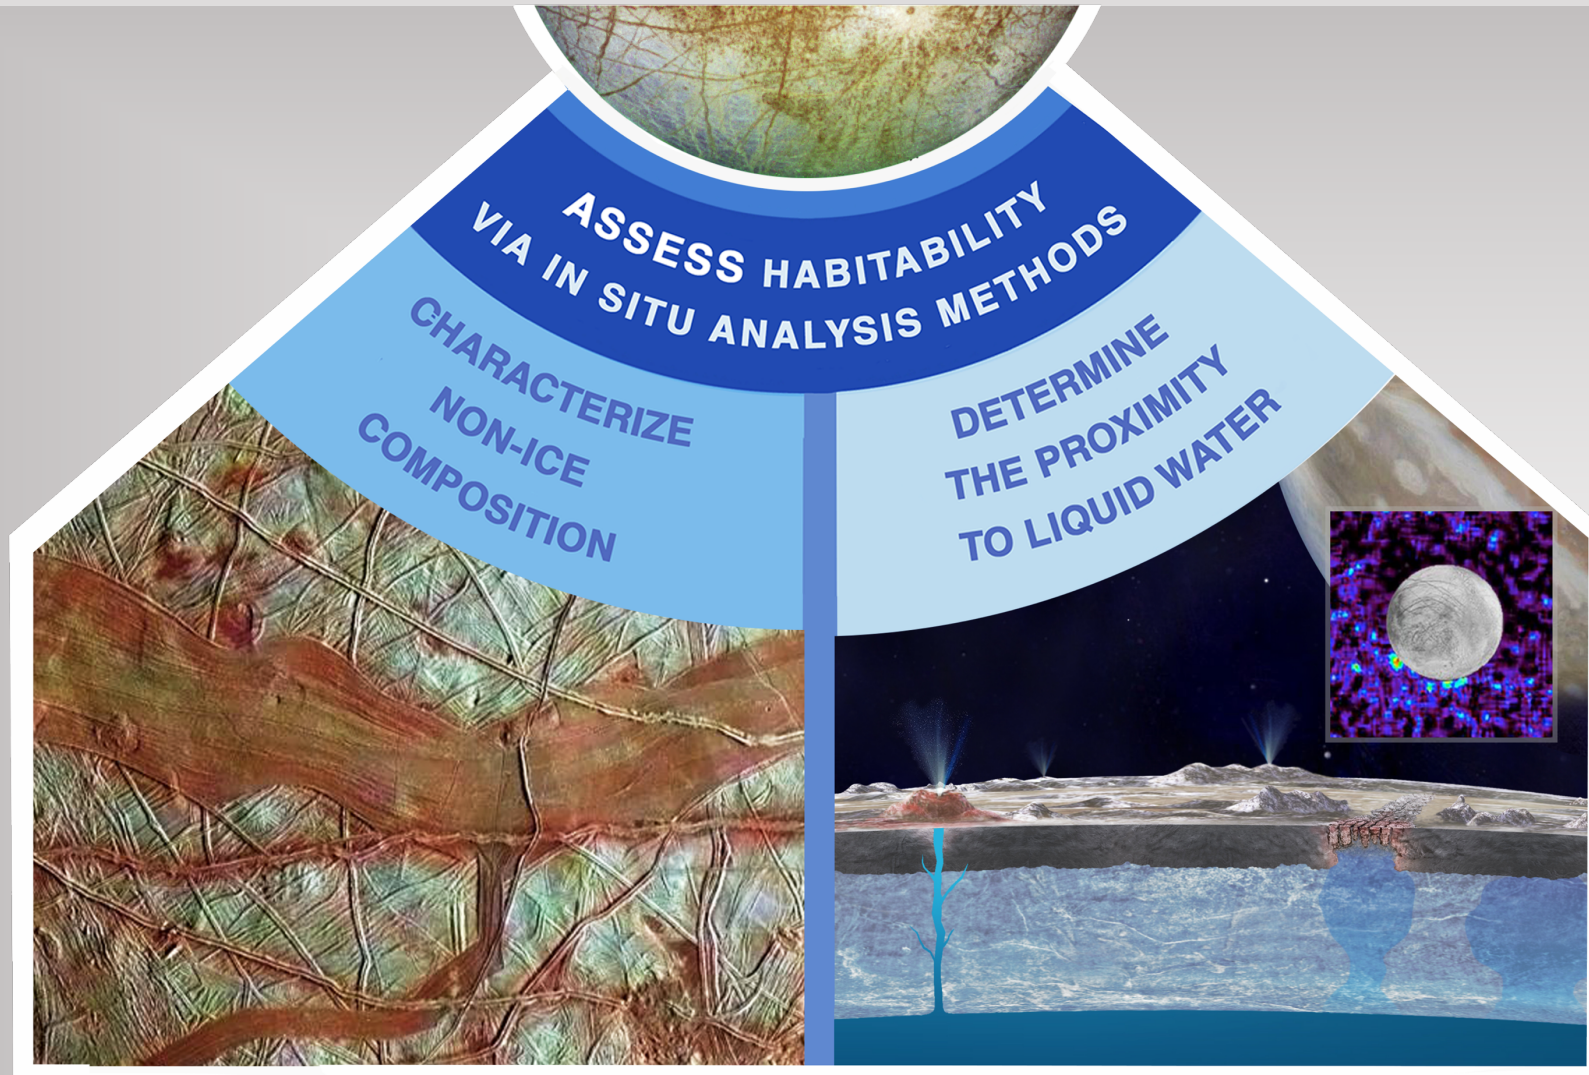 ASSESS HABITABILITY
VIA IN SITU ANALYSIS METHODS
CHARACTERIZE
NON-ICE
COMPOSITION
DETERMINE
THE PROXIMITY
TO LIQUID WATER